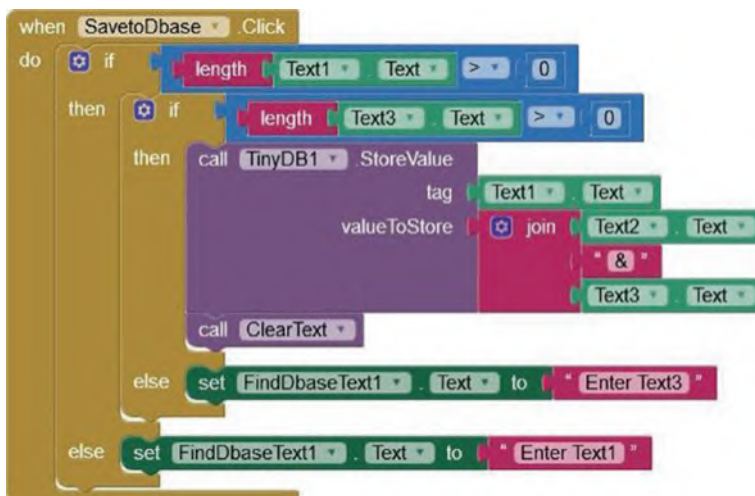 when SavetoDbase .Click
do if length Text1 . Text > 0
then if length Text3 . Text > 0
then call TinyDB1 .StoreValue
tag Text1 . Text
valueToStore join Text2 . Text
" & "
Text3 . Text
call ClearText
else set FindDbaseText1 . Text to " Enter Text3 "
else set FindDbaseText1 . Text to " Enter Text1 "